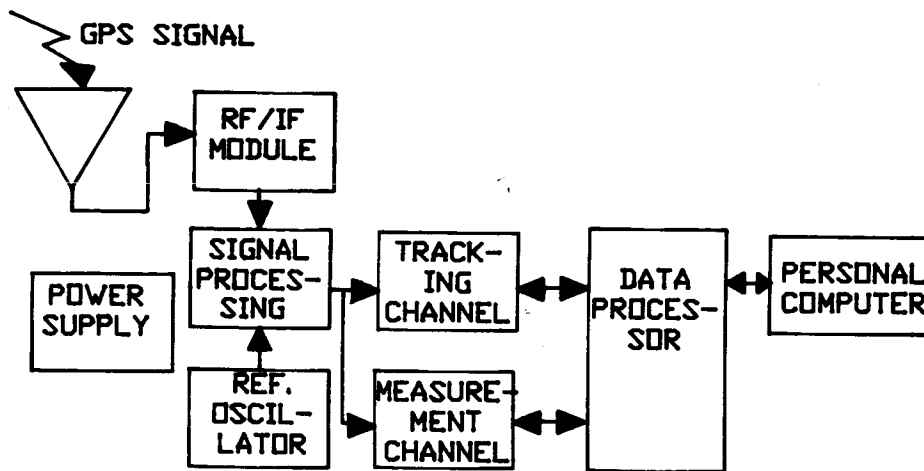 GPS SIGNAL
RF/IF
MODULE
SIGNAL
PROCES-
SING
TRACK-
ING
CHANNEL
DATA
PROCES-
SOR
PERSONAL
COMPUTER
POWER
SUPPLY
REF.
OSCIL-
LATOR
MEASURE-
MENT
CHANNEL